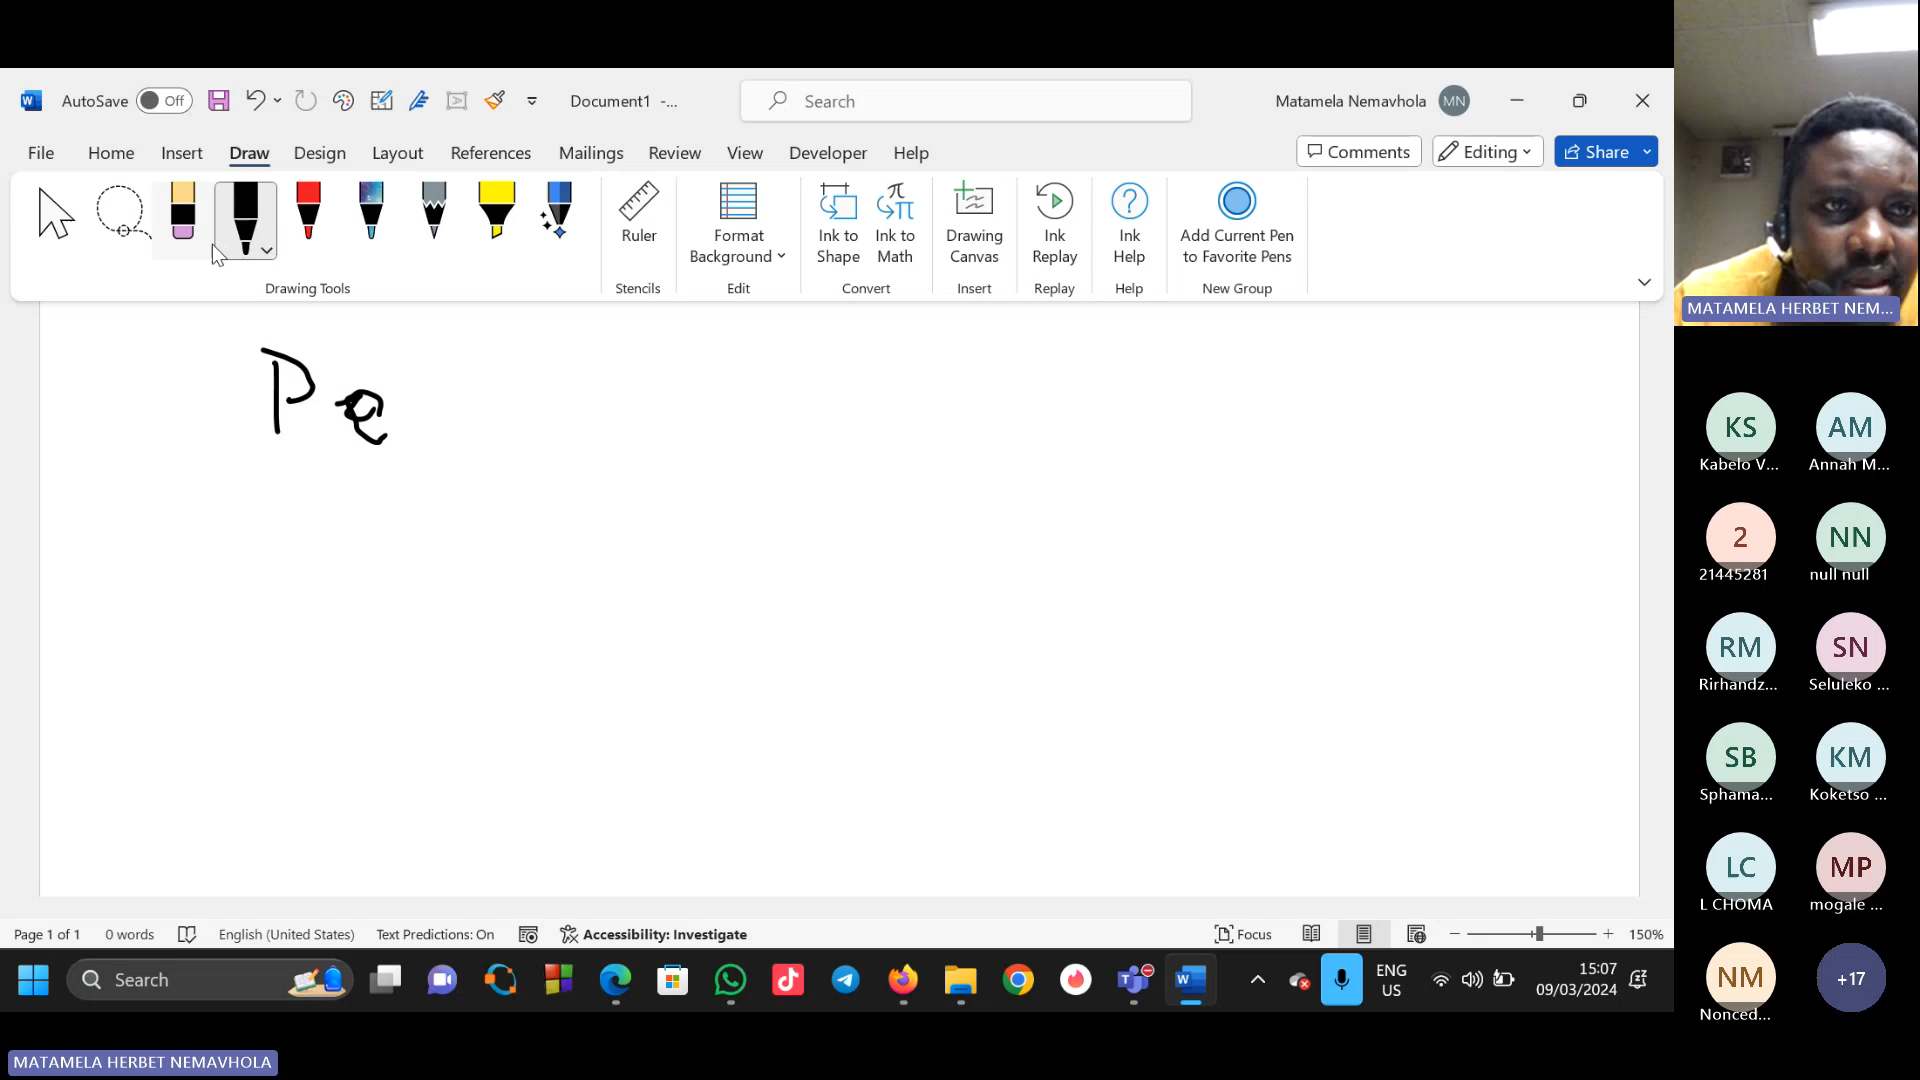 AutoSave Off Document1 -... Search Matamela Nemavhola MN
File Home Insert Draw Design Layout References Mailings Review View Developer Help Comments Editing Share
Ruler Format Background Ink to Shape Ink to Math Drawing Canvas Ink Replay Ink Help Add Current Pen to Favorite Pens
Drawing Tools Stencils Edit Convert Insert Replay Help New Group
MATAMELA HERBET NEM...
Pe
KS AM
Kabelo V... Annah M...
2 NN
21445281 null null
RM SN
Rirhandz... Seluleko ...
SB KM
Sphama... Koketso ...
LC MP
L CHOMA mogale ...
NM +17
Nonced...
Page 1 of 1 0 words English (United States) Text Predictions: On Accessibility: Investigate Focus 150%
Search ENG US 15:07 09/03/2024
MATAMELA HERBET NEMAVHOLA